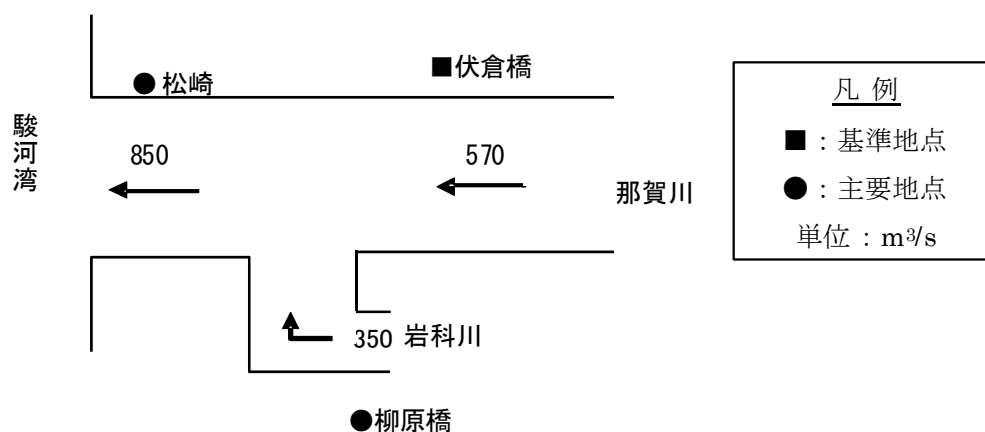 ■伏倉橋
●松崎
駿河湾
850
570
那賀川
350 岩科川
●柳原橋
凡 例
■：基準地点
●：主要地点
単位：m³/s